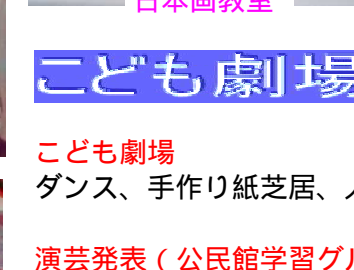 日本画教室
こども劇場
こども劇場
ダンス、手作り紙芝居、
演芸発表(公民館学習グル